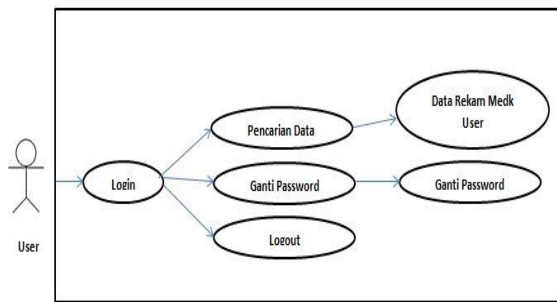 Data Rekam Medk
User
Pencarian Data
Login
Ganti Password
Ganti Password
Logout
User